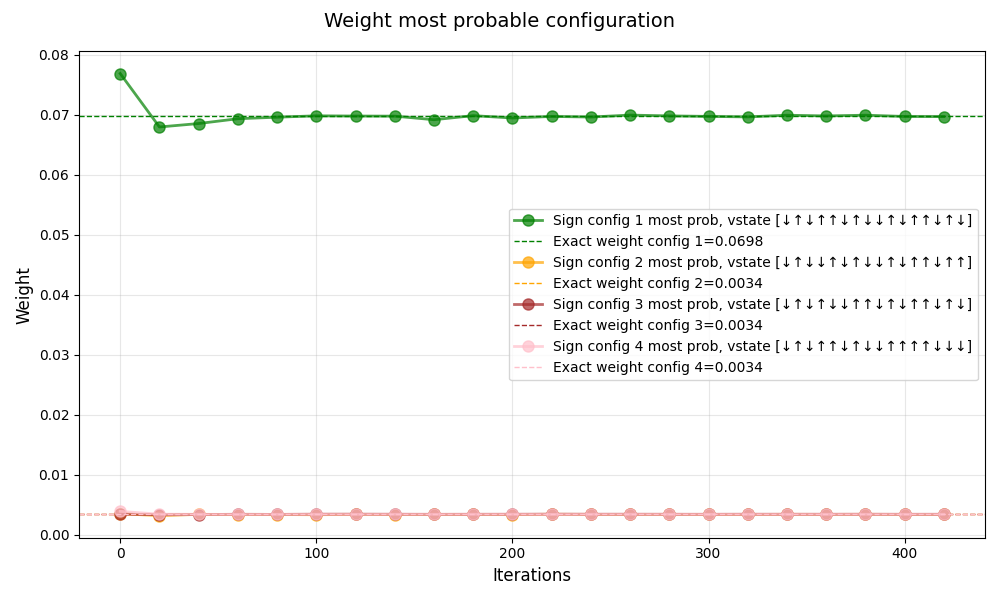 Weight most probable configuration
Weight
0.08
0.07
0.06
0.05
0.04
0.03
0.02
0.01
0.00
Sign config 1 most prob, vstate [↓↑↓↑↑↓↑↓↓↑↓↑↑↓↑↓]
Exact weight config 1=0.0698
Sign config 2 most prob, vstate [↓↑↓↓↑↓↑↓↓↑↓↑↑↓↑↑]
Exact weight config 2=0.0034
Sign config 3 most prob, vstate [↓↑↓↑↓↓↑↑↓↑↓↑↑↓↑↓]
Exact weight config 3=0.0034
Sign config 4 most prob, vstate [↓↑↓↑↑↓↑↓↓↑↑↑↑↓↓↓]
Exact weight config 4=0.0034
0 100 200 300 400
Iterations